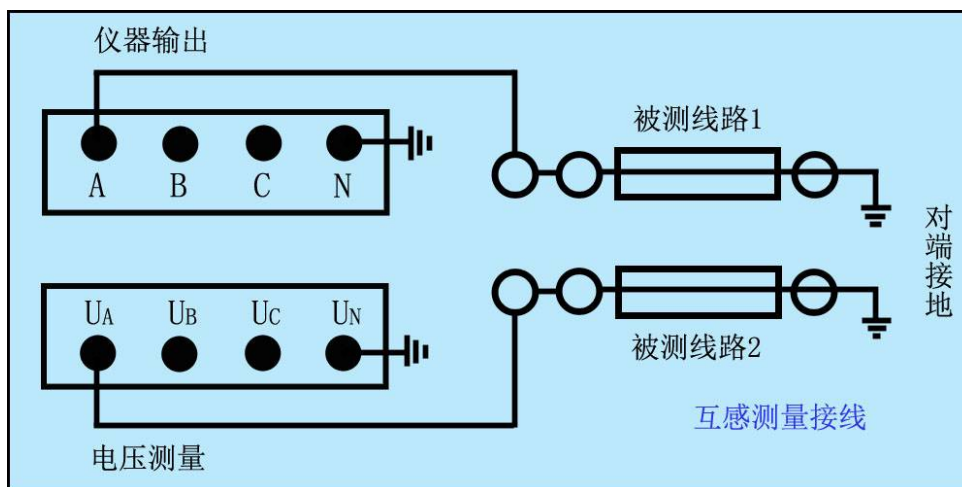 仪器输出
被测线路1
A B C N
对端接地
UA UB UC UN
被测线路2
互感测量接线
电压测量